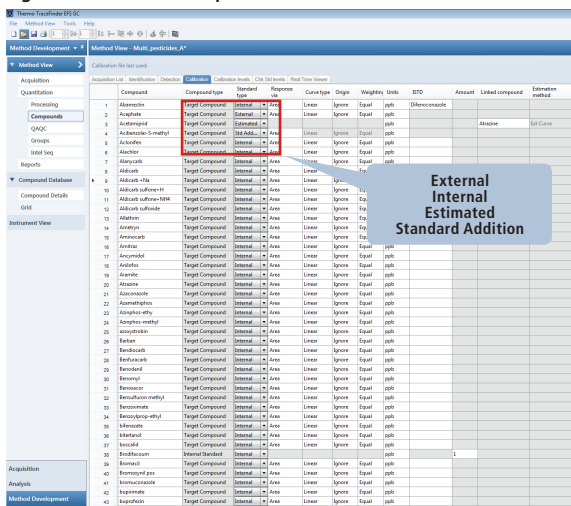 Thermo TraceFinder EFS GC
File Method View Tools Help
Method Development
Method View - Multi_pesticides_A*
Method View
Calibration file last used:
Acquisition List Identification Detection Calibration Calibration levels Chk Std levels Real Time Viewer
Acquisition
Quantitation
Processing
Compounds
QAQC
Groups
Intel Seq
Reports
Compound Database
Compound Details
Grid
Instrument View
Acquisition
Analysis
Method Development
Compound Compound type Standard type Response via Curve type Origin Weighting Units ISTD Amount Linked compound Estimation method
1 Abamectin Target Compound Internal Area Linear Ignore Equal ppb Difenoconazole
2 Acephate Target Compound External Area Linear Ignore Equal ppb
3 Acetamiprid Target Compound Estimated ppb Atrazine Ext Curve
4 Acibenzolar-S-methyl Target Compound Std Add... Area Linear Ignore Equal ppb
5 Aclonifen Target Compound Internal Area Linear Ignore Equal ppb
6 Alachlor Target Compound Internal Area Linear Ignore Equal ppb
7 Alanycarb Target Compound Internal Area Linear Ignore
8 Aldicarb Target Compound Internal Area Linear Ignore
9 Aldicarb +Na Target Compound Internal Area Linear Ignore
10 Aldicarb sulfone+H Target Compound Internal Area Linear Ignore
11 Aldicarb sulfone+NH4 Target Compound Internal Area Linear Ignore
12 Aldicarb sulfoxide Target Compound Internal Area Linear Ignore
13 Allethrin Target Compound Internal Area Linear Ignore
14 Ametryn Target Compound Internal Area Linear Ignore
15 Aminocarb Target Compound Internal Area Linear Ignore
16 Amitraz Target Compound Internal Area Linear Ignore Equal ppb
17 Ancymidol Target Compound Internal Area Linear Ignore Equal ppb
18 Anilofos Target Compound Internal Area Linear Ignore Equal ppb
19 Aramite Target Compound Internal Area Linear Ignore Equal ppb
20 Atrazine Target Compound Internal Area Linear Ignore Equal ppb
21 Azaconazole Target Compound Internal Area Linear Ignore Equal ppb
22 Azamethiphos Target Compound Internal Area Linear Ignore Equal ppb
23 Azinphos-ethy Target Compound Internal Area Linear Ignore Equal ppb
24 Azinphos-methyl Target Compound Internal Area Linear Ignore Equal ppb
25 azoxystrobin Target Compound Internal Area Linear Ignore Equal ppb
26 Barban Target Compound Internal Area Linear Ignore Equal ppb
27 Bendiocarb Target Compound Internal Area Linear Ignore Equal ppb
28 Benfuracarb Target Compound Internal Area Linear Ignore Equal ppb
29 Benodanil Target Compound Internal Area Linear Ignore Equal ppb
30 Benomyl Target Compound Internal Area Linear Ignore Equal ppb
31 Benoxacor Target Compound Internal Area Linear Ignore Equal ppb
32 Bensulfuron methyl Target Compound Internal Area Linear Ignore Equal ppb
33 Benzoximate Target Compound Internal Area Linear Ignore Equal ppb
34 Benzoylprop-ethyl Target Compound Internal Area Linear Ignore Equal ppb
35 bifenazate Target Compound Internal Area Linear Ignore Equal ppb
36 bitertanol Target Compound Internal Area Linear Ignore Equal ppb
37 boscalid Target Compound Internal Area Linear Ignore Equal ppb
38 Brodifacoum Internal Standard Internal ppb 1
39 Bromacil Target Compound Internal Area Linear Ignore Equal ppb
40 Bromoxynil pos Target Compound Internal Area Linear Ignore Equal ppb
41 bromuconazole Target Compound Internal Area Linear Ignore Equal ppb
42 bupirimate Target Compound Internal Area Linear Ignore Equal ppb
43 buprofezin Target Compound Internal Area Linear Ignore Equal ppb
External
Internal
Estimated
Standard Addition